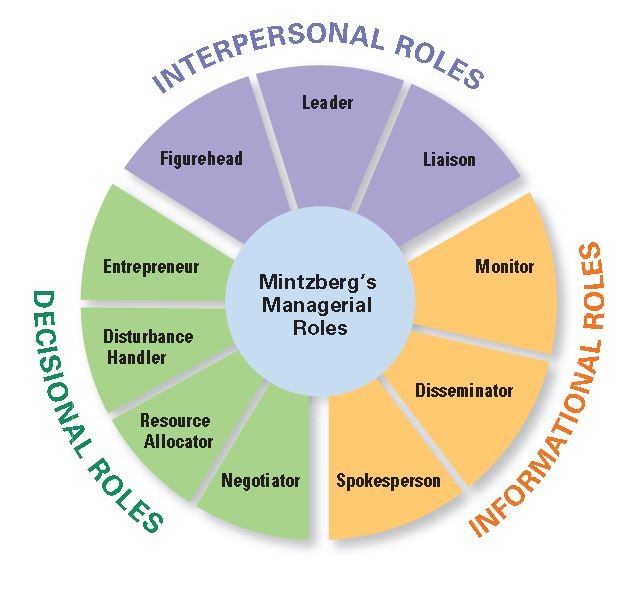 INTERPERSONAL ROLES
Leader
Figurehead
Liaison
Entrepreneur
Monitor
Mintzberg's
Managerial
Roles
Disturbance
Handler
Disseminator
Resource
Allocator
Negotiator
Spokesperson
DECISIONAL ROLES
INFORMATIONAL ROLES